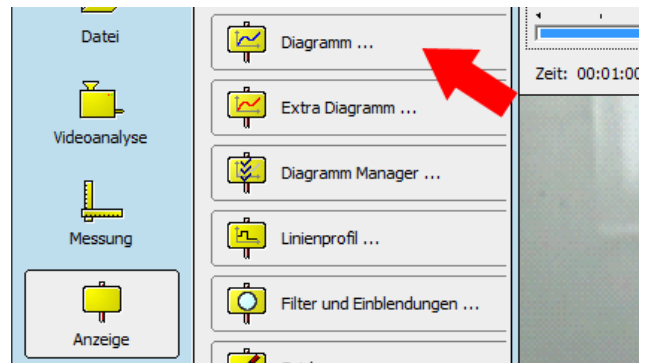 Datei
Videoanalyse
Messung
Anzeige
Diagramm ...
Extra Diagramm ...
Diagramm Manager ...
Linienprofil ...
Filter und Einblendungen ...
Zeit: 00:01:00